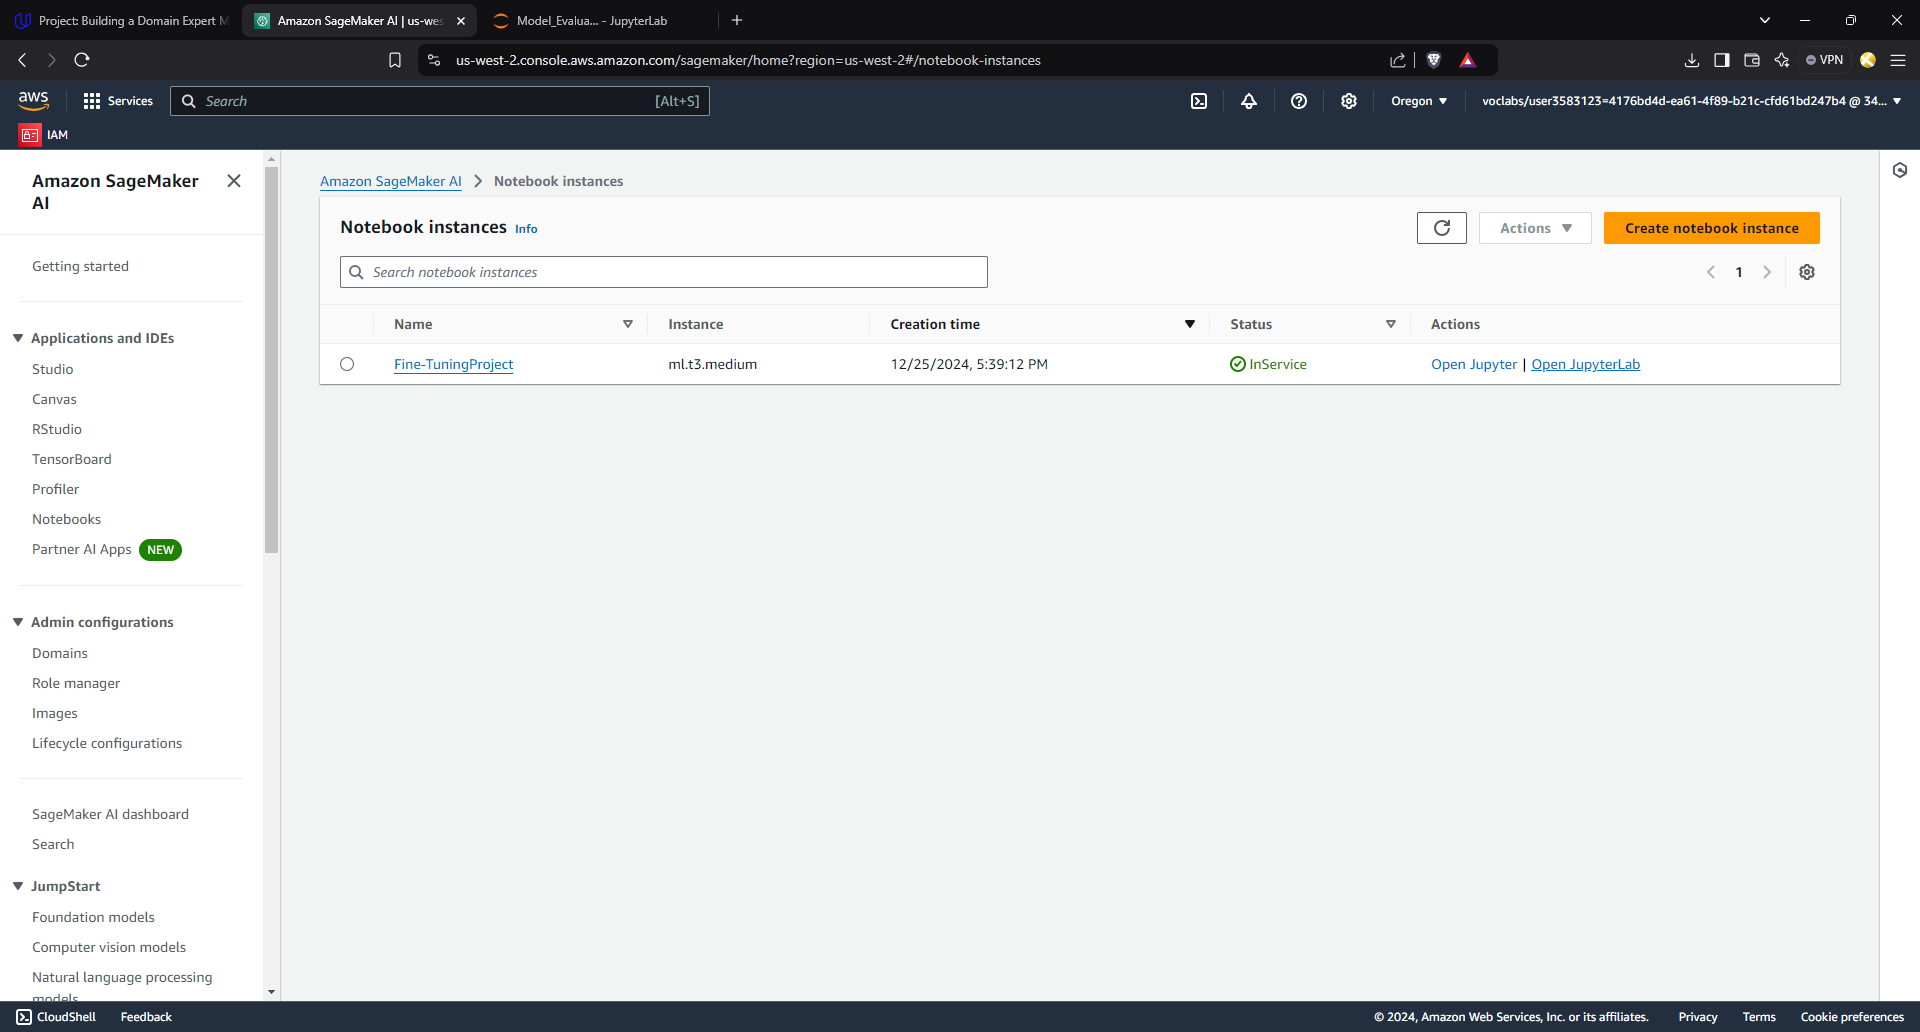 Project: Building a Domain Expert M
Amazon SageMaker AI | us-wes
Model_Evalua... - JupyterLab
us-west-2.console.aws.amazon.com/sagemaker/home?region=us-west-2#/notebook-instances
VPN
aws
Services
Search
[Alt+S]
Oregon
voclabs/user3583123=4176bd4d-ea61-4f89-b21c-cfd61bd247b4 @ 34...
IAM
Amazon SageMaker
AI
Getting started
Applications and IDEs
Studio
Canvas
RStudio
TensorBoard
Profiler
Notebooks
Partner AI Apps NEW
Admin configurations
Domains
Role manager
Images
Lifecycle configurations
SageMaker AI dashboard
Search
JumpStart
Foundation models
Computer vision models
Natural language processing
models
Amazon SageMaker AI > Notebook instances
Notebook instances Info
Actions
Create notebook instance
Search notebook instances
1
Name Instance Creation time Status Actions
Fine-TuningProject ml.t3.medium 12/25/2024, 5:39:12 PM InService Open Jupyter | Open JupyterLab
CloudShell Feedback © 2024, Amazon Web Services, Inc. or its affiliates. Privacy Terms Cookie preferences